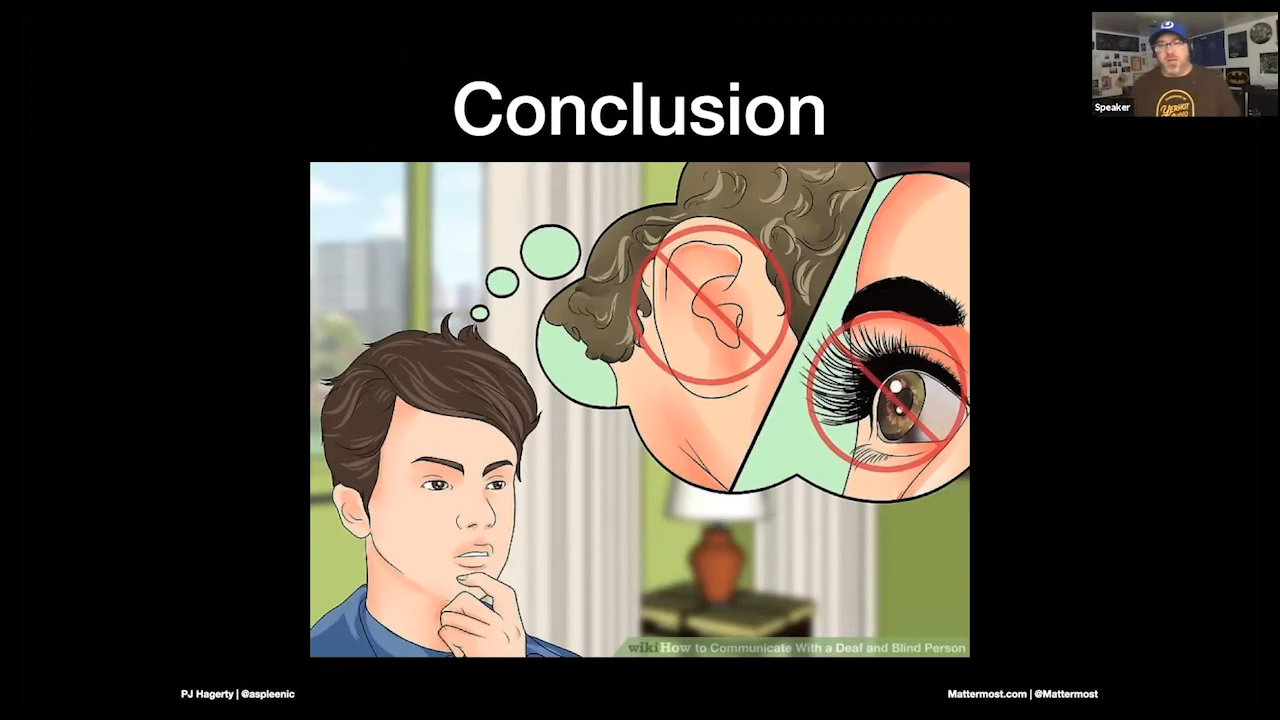 Conclusion
Speaker
wikiHow to Communicate With a Deaf and Blind Person
PJ Hagerty | @aspleenic
Mattermost.com | @Mattermost